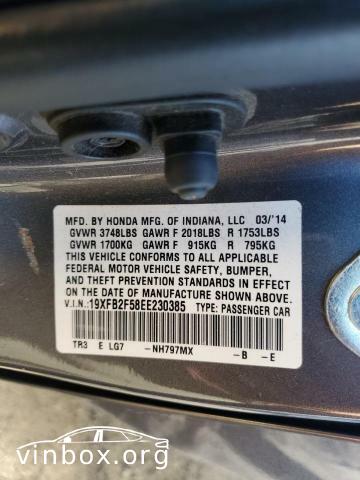 MFD. BY HONDA MFG. OF INDIANA, LLC 03/'14
GVWR 3748LBS GAWR F 2018LBS R 1753LBS
GVWR 1700KG GAWR F 915KG R 795KG
THIS VEHICLE CONFORMS TO ALL APPLICABLE
FEDERAL MOTOR VEHICLE SAFETY, BUMPER,
AND THEFT PREVENTION STANDARDS IN EFFECT
ON THE DATE OF MANUFACTURE SHOWN ABOVE.
V.I.N: 19XFB2F58EE230385 TYPE: PASSENGER CAR
TR3 E LG7 -NH797MX -B -E
vinbox.org